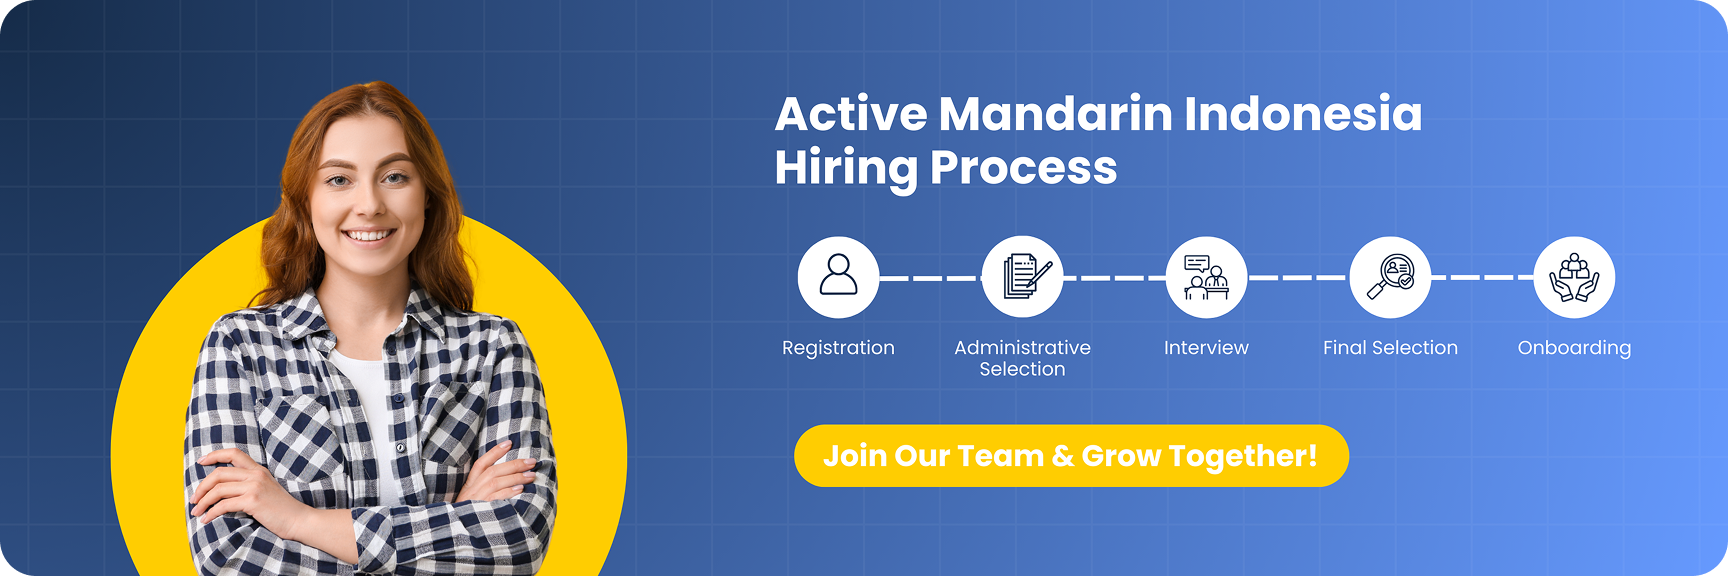 Active Mandarin Indonesia
Hiring Process
Registration
Administrative
Selection
Interview
Final Selection
Onboarding
Join Our Team & Grow Together!